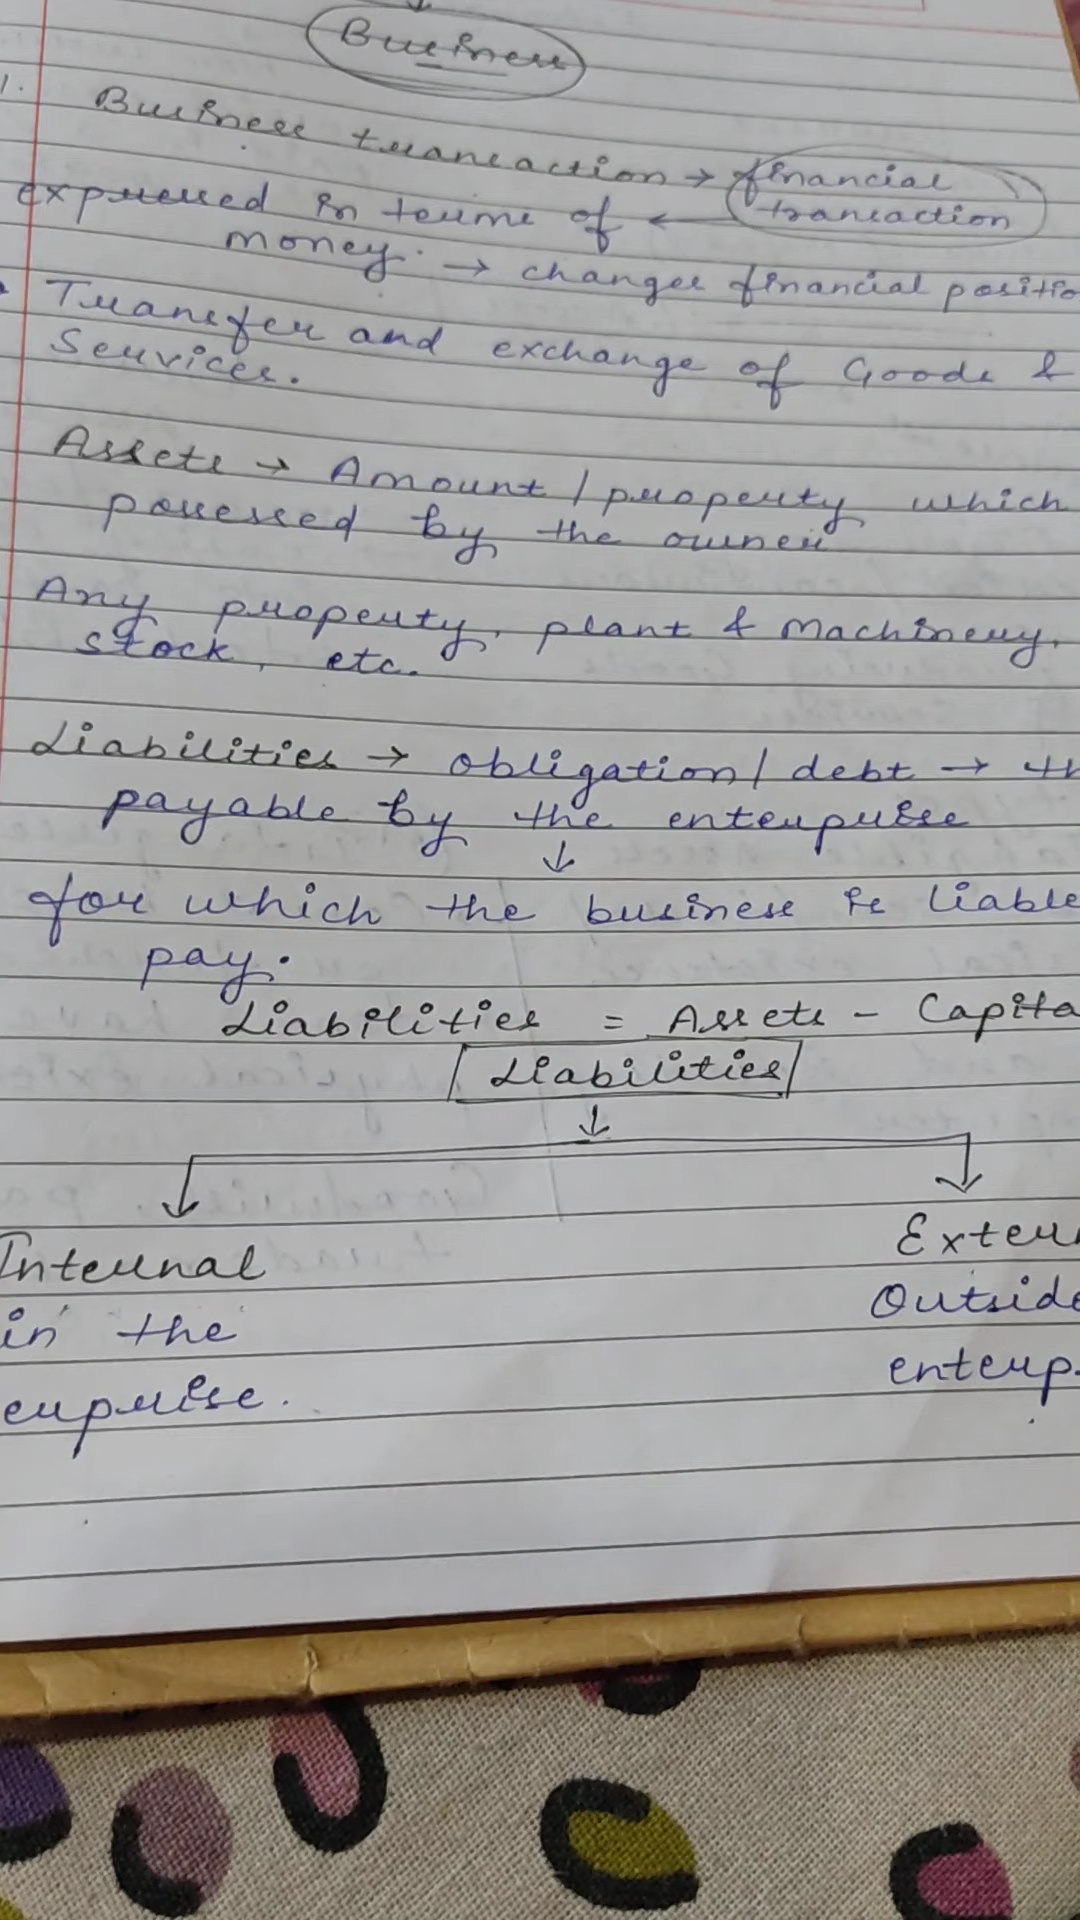 Business
1. Business transaction → financial
transaction
expressed in terms of ←
money. → changes financial positio
Transfer and exchange of Goods &
Services.
Assets → Amount / property which
possessed by the owner
Any property, plant & Machinery,
stock, etc.
Liabilities → obligation / debt → th
payable by the enterprise
↓
for which the business is liable
pay.
Liabilities = Assets - Capita
Liabilities
↓
Internal Extern
in the Outside
erprise. enterp